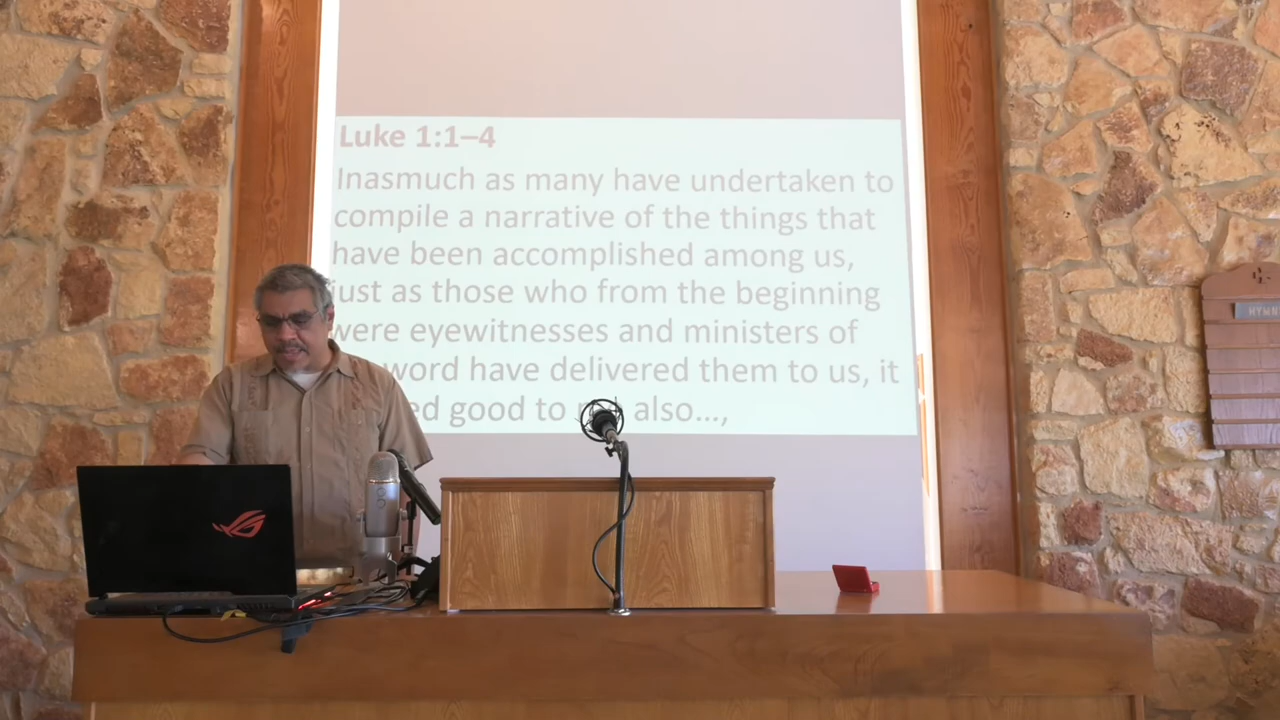 Luke 1:1–4
Inasmuch as many have undertaken to
compile a narrative of the things that
have been accomplished among us,
just as those who from the beginning
were eyewitnesses and ministers of
word have delivered them to us, it
ed good to also...,
HYMN